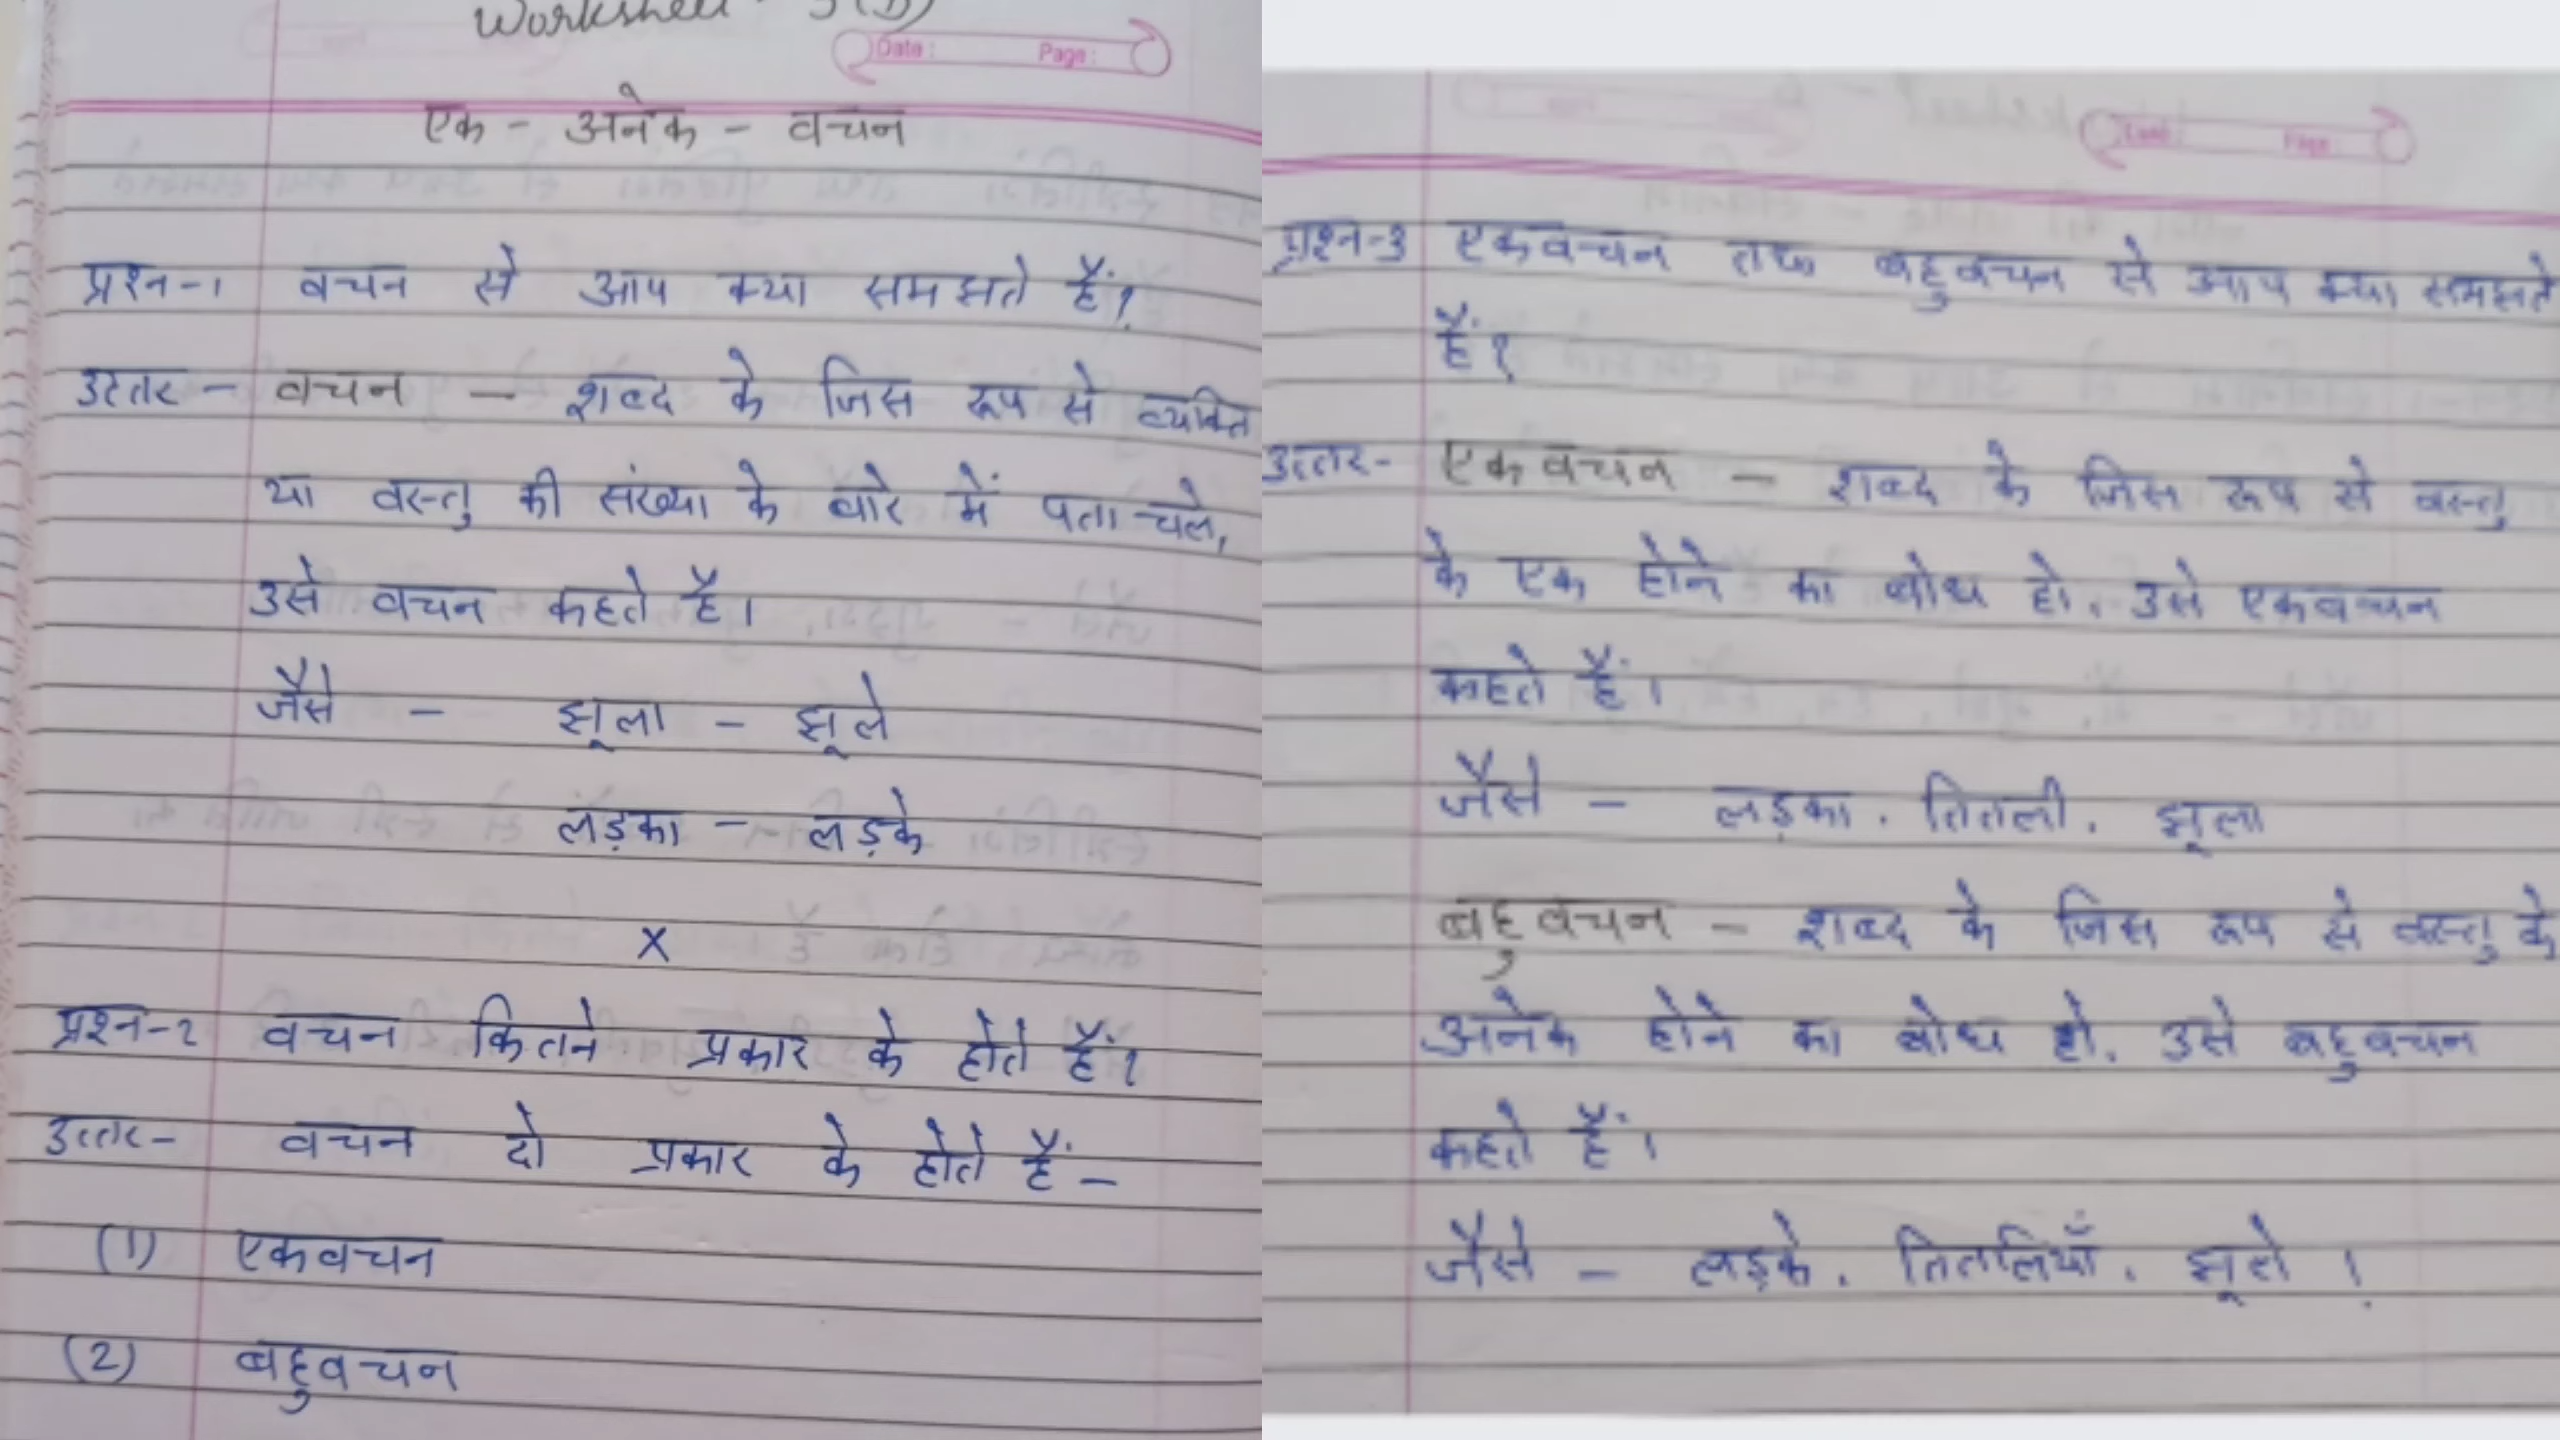 Worksheet
Date : Page :
एक - अनेक - वचन
प्रश्न-1 वचन से आप क्या समझते हैं?
उत्तर - वचन - शब्द के जिस रूप से व्यक्ति
या वस्तु की संख्या के बारे में पता चले,
उसे वचन कहते है।
जैसे - झूला - झूले
लड़का - लड़के
x
प्रश्न-2 वचन कितने प्रकार के होते हैं?
उत्तर- वचन दो प्रकार के होते हैं -
(1) एकवचन
(2) बहुवचन
प्रश्न-3 एकवचन तथा बहुवचन से आप क्या समझते
हैं?
उत्तर- एकवचन - शब्द के जिस रूप से वस्तु
के एक होने का बोध हो, उसे एकवचन
कहते हैं।
जैसे - लड़का, तितली, झूला
बहुवचन - शब्द के जिस रूप से वस्तु के
अनेक होने का बोध हो, उसे बहुवचन
कहते हैं।
जैसे - लड़के, तितलियाँ, झूले।